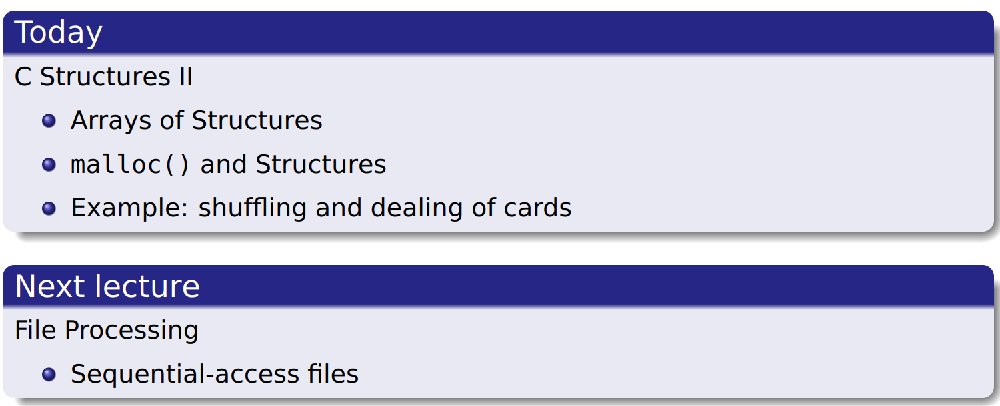 Today
C Structures II
Arrays of Structures
malloc() and Structures
Example: shuffling and dealing of cards
Next lecture
File Processing
Sequential-access files